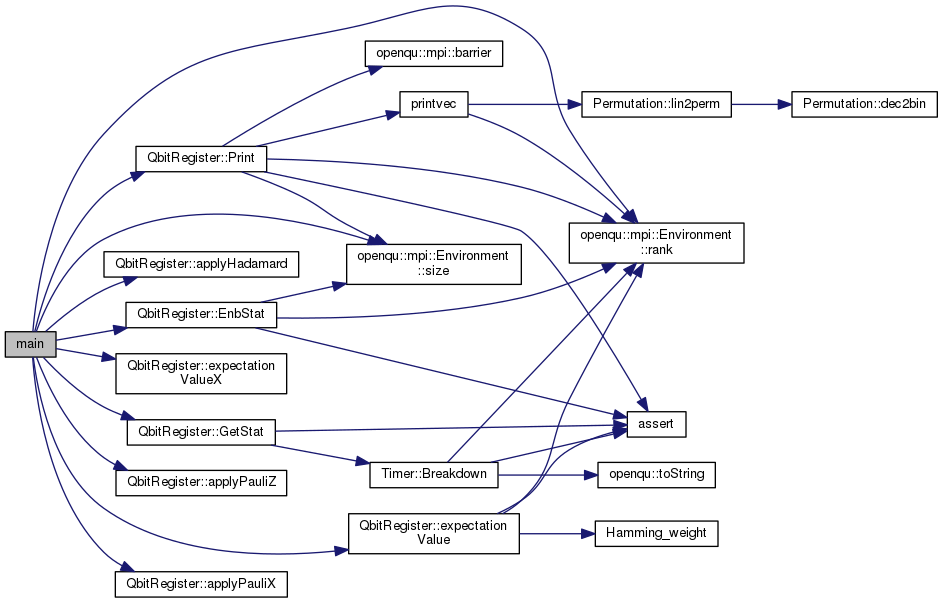 openqu::mpi::barrier
printvec
Permutation::lin2perm
Permutation::dec2bin
QbitRegister::Print
openqu::mpi::Environment
::rank
openqu::mpi::Environment
::size
QbitRegister::applyHadamard
QbitRegister::EnbStat
main
QbitRegister::expectation
ValueX
QbitRegister::GetStat
assert
Timer::Breakdown
openqu::toString
QbitRegister::applyPauliZ
QbitRegister::expectation
Value
Hamming_weight
QbitRegister::applyPauliX